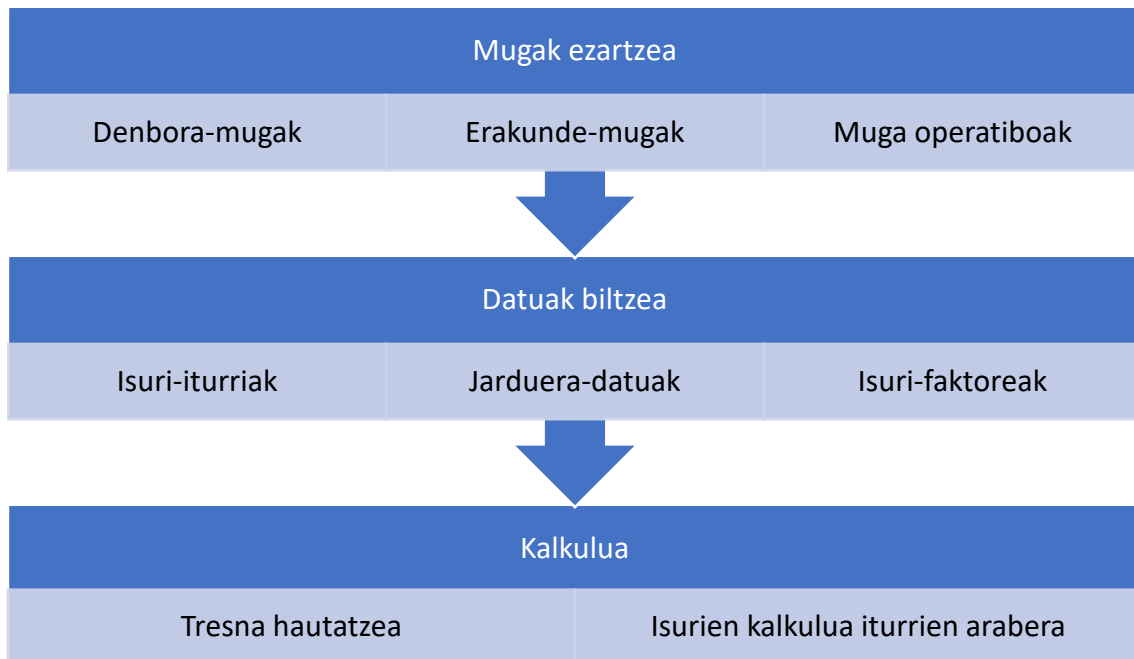 Mugak ezartzea
Denbora-mugak
Erakunde-mugak
Muga operatiboak
Datuak biltzea
Isuri-iturriak
Jarduera-datuak
Isuri-faktoreak
Kalkulua
Tresna hautatzea
Isurien kalkulua iturrien arabera